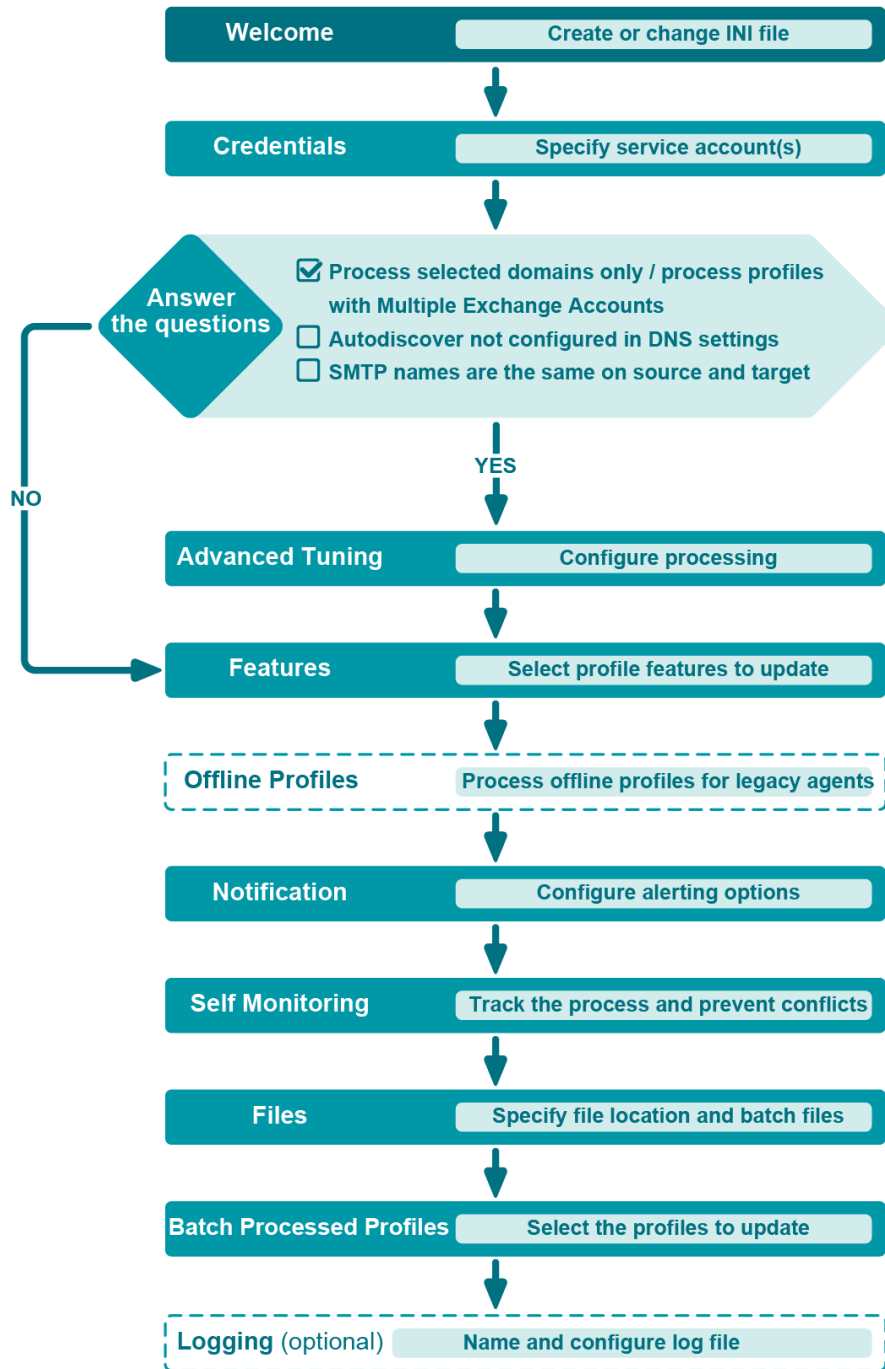 Welcome
Create or change INI file
Credentials
Specify service account(s)
Answer
the questions
Process selected domains only / process profiles
with Multiple Exchange Accounts
Autodiscover not configured in DNS settings
SMTP names are the same on source and target
YES
NO
Advanced Tuning
Configure processing
Features
Select profile features to update
Offline Profiles
Process offline profiles for legacy agents
Notification
Configure alerting options
Self Monitoring
Track the process and prevent conflicts
Files
Specify file location and batch files
Batch Processed Profiles
Select the profiles to update
Logging (optional)
Name and configure log file